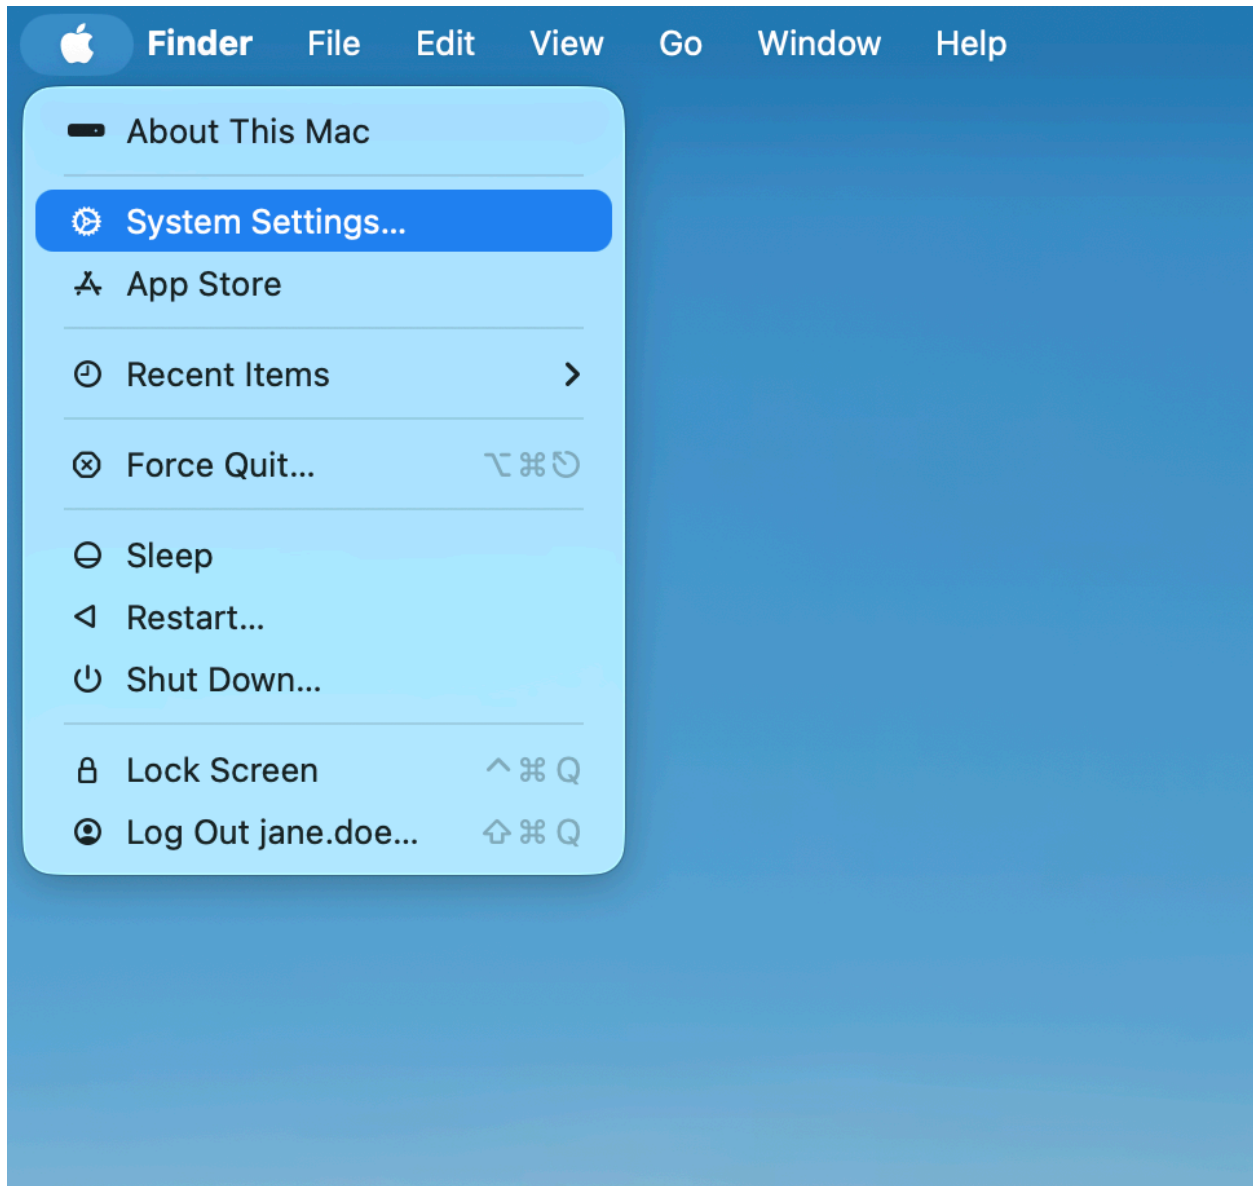 Finder File Edit View Go Window Help
About This Mac
System Settings...
App Store
Recent Items
Force Quit... ⌥⌘⎋
Sleep
Restart...
Shut Down...
Lock Screen ^⌘Q
Log Out jane.doe... ⇧⌘Q